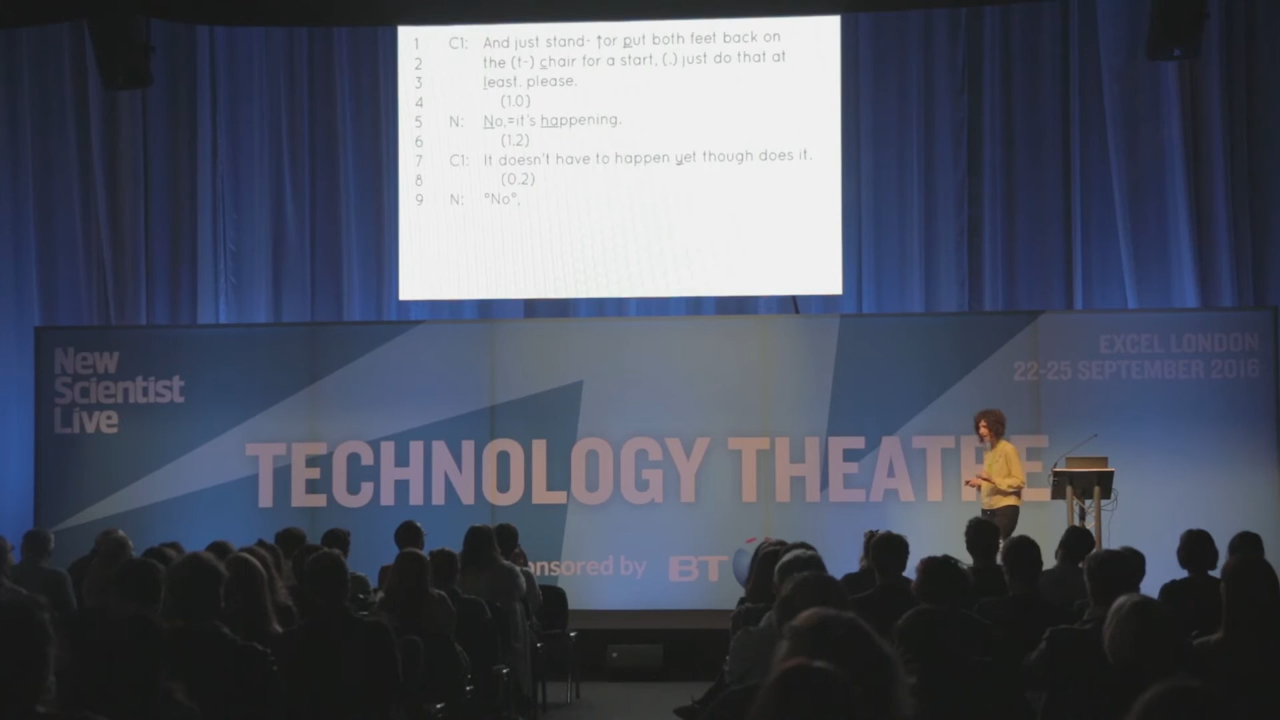 1 C1: And just stand- ↑or put both feet back on
2 the (t-) chair for a start, (.) just do that at
3 least, please.
4 (1.0)
5 N: No,=it's happening.
6 (1.2)
7 C1: It doesn't have to happen yet though does it.
8 (0.2)
9 N: °No°,
New
Scientist
Live
EXCEL LONDON
22-25 SEPTEMBER 2016
TECHNOLOGY THEATRE
by BT